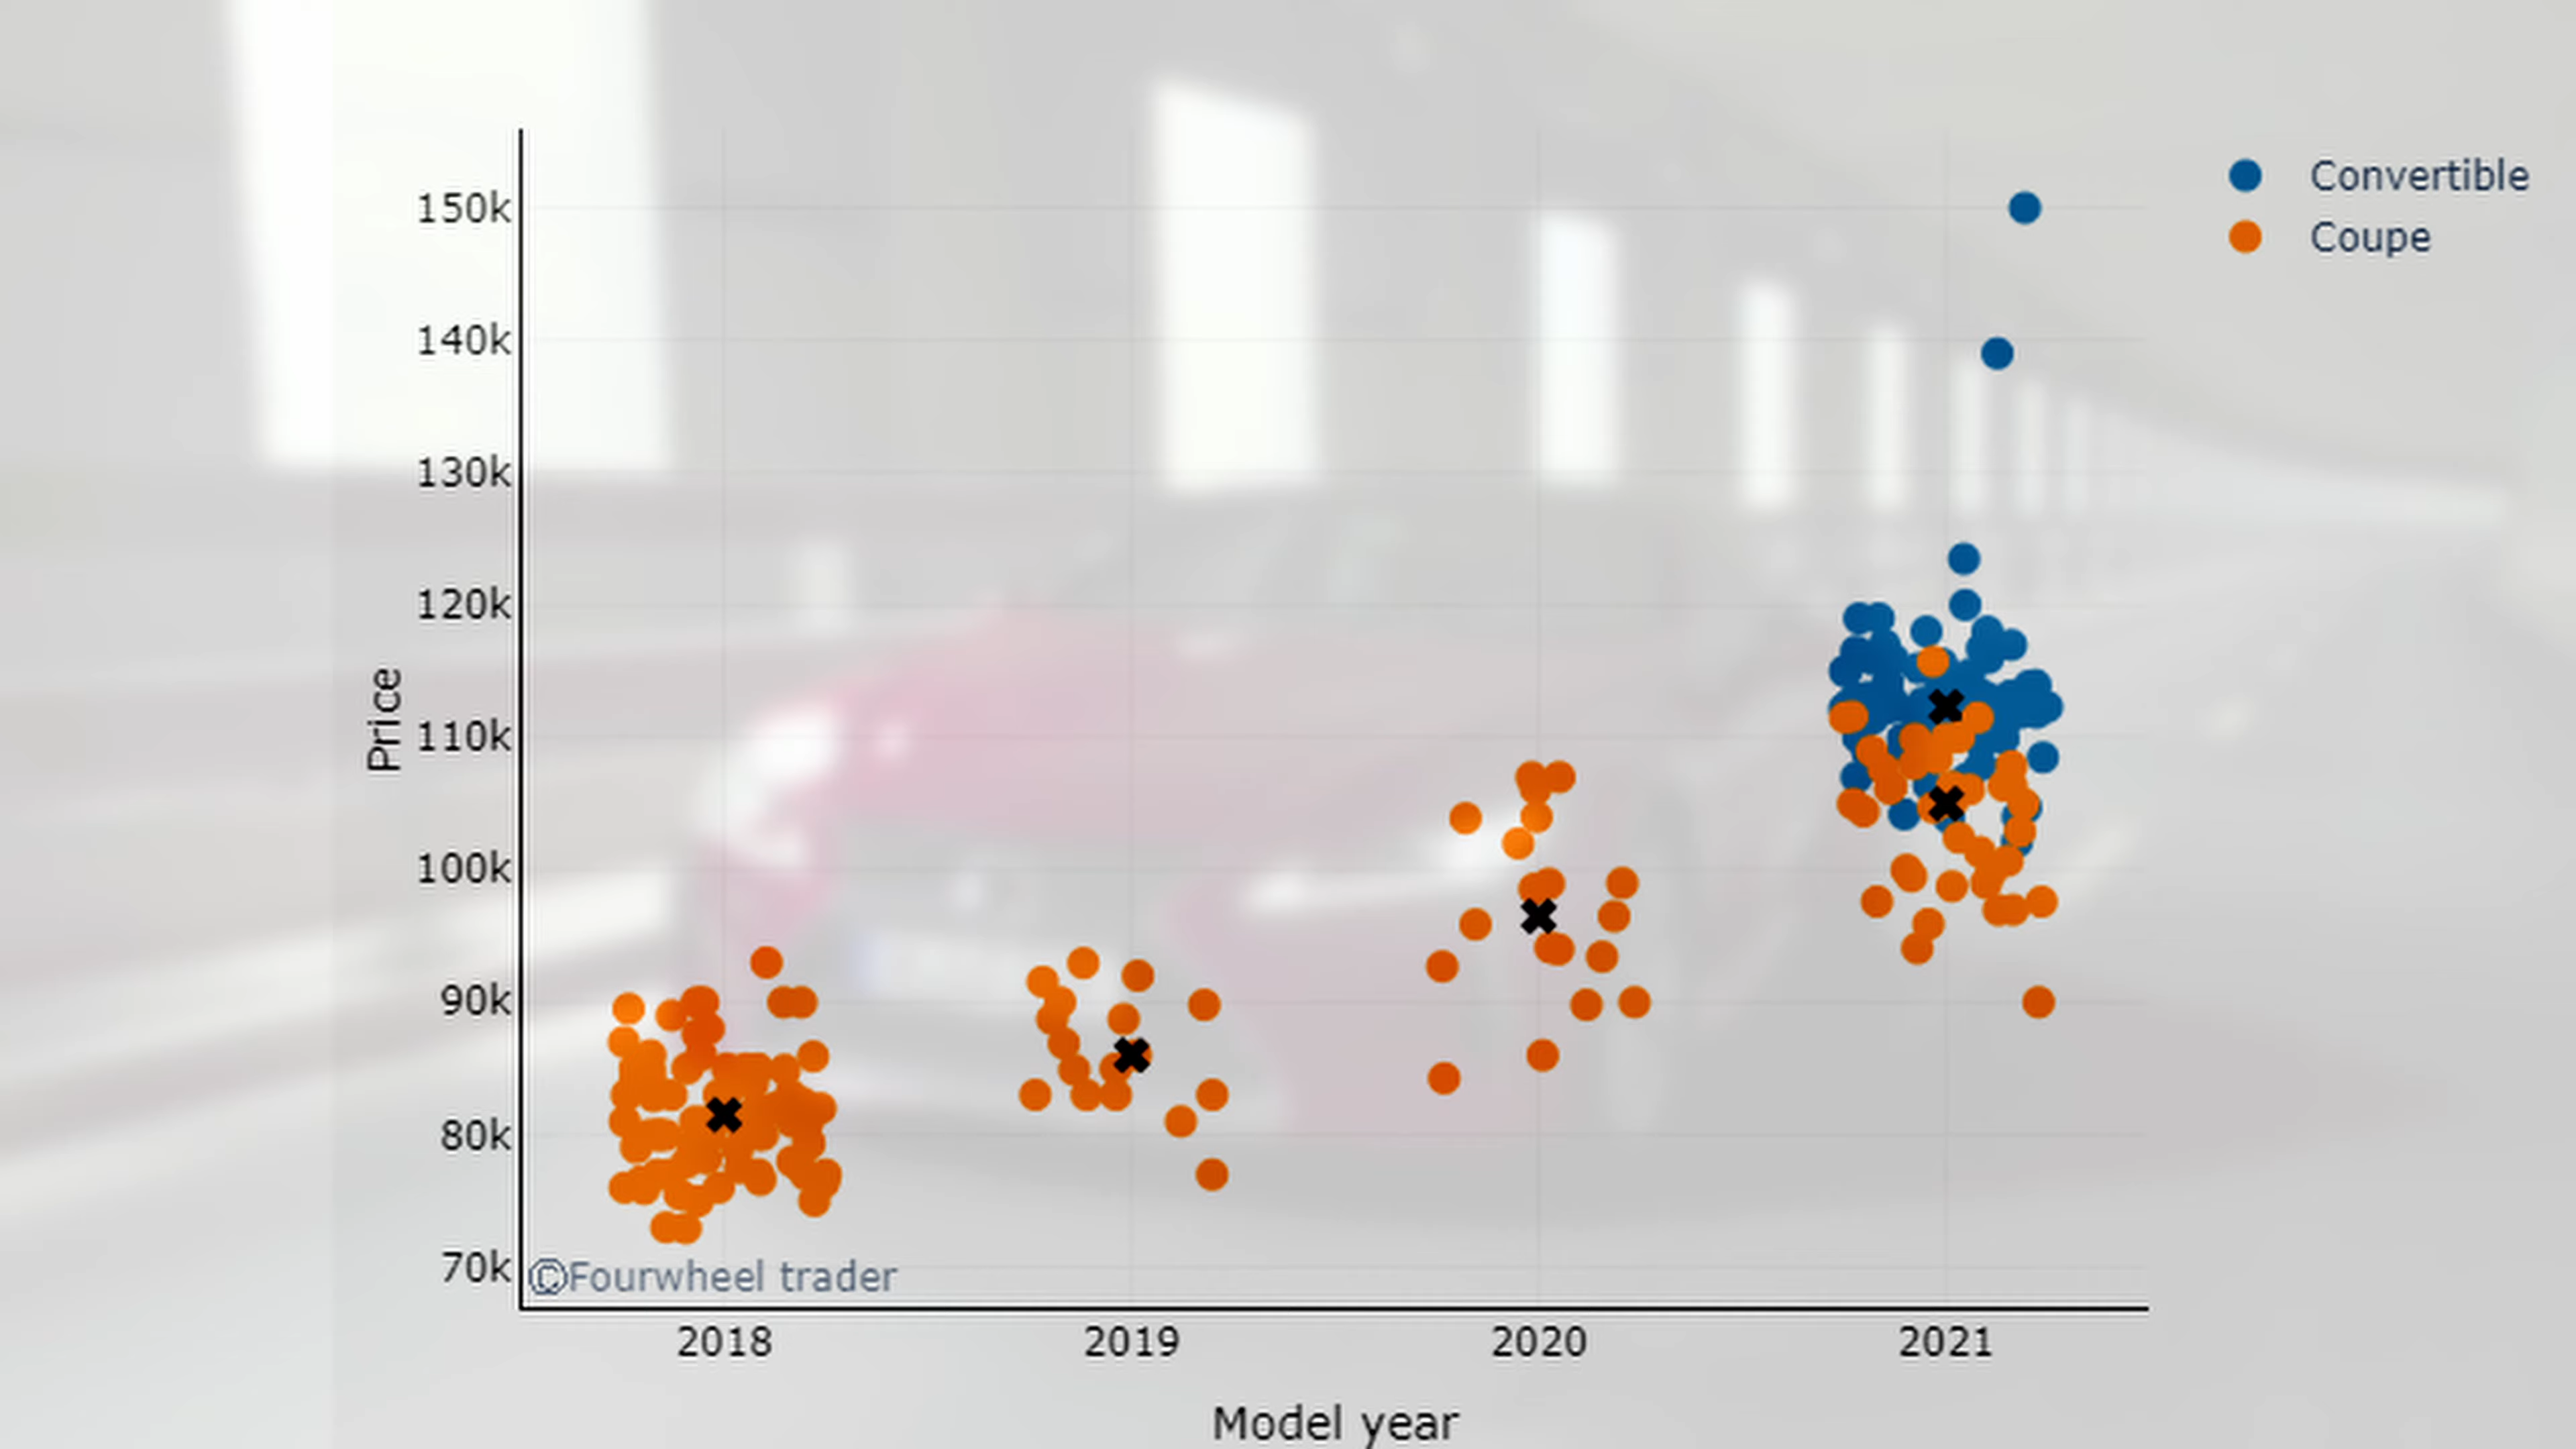 Convertible
Coupe
150k
140k
130k
120k
110k
100k
90k
80k
70k
Price
©Fourwheel trader
2018 2019 2020 2021
Model year